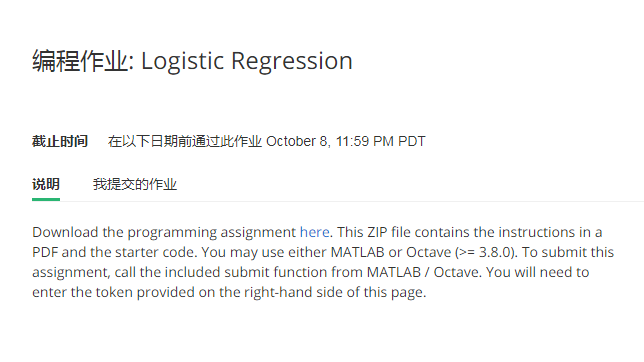 编程作业: Logistic Regression
截止时间 在以下日期前通过此作业 October 8, 11:59 PM PDT
说明 我提交的作业
Download the programming assignment here. This ZIP file contains the instructions in a
PDF and the starter code. You may use either MATLAB or Octave (>= 3.8.0). To submit this
assignment, call the included submit function from MATLAB / Octave. You will need to
enter the token provided on the right-hand side of this page.